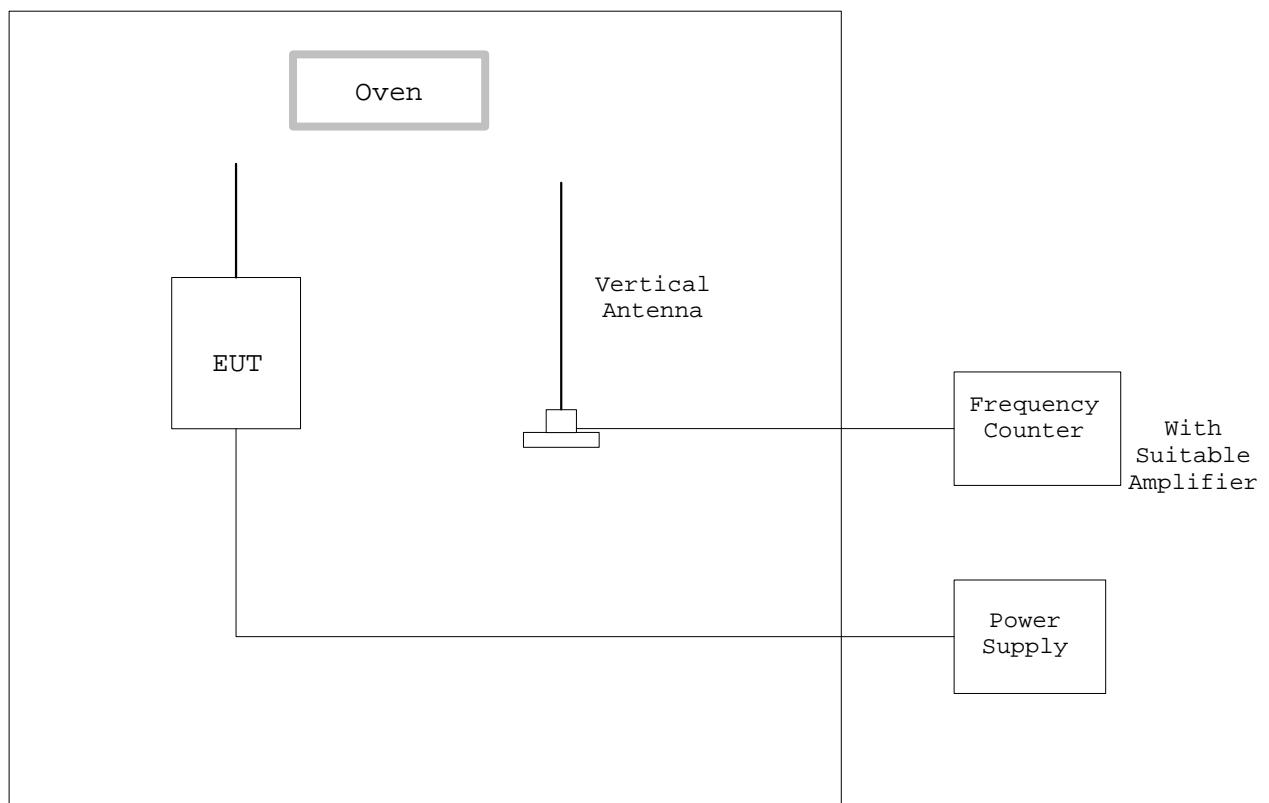 Oven
Vertical
Antenna
EUT
Frequency
Counter
With
Suitable
Amplifier
Power
Supply